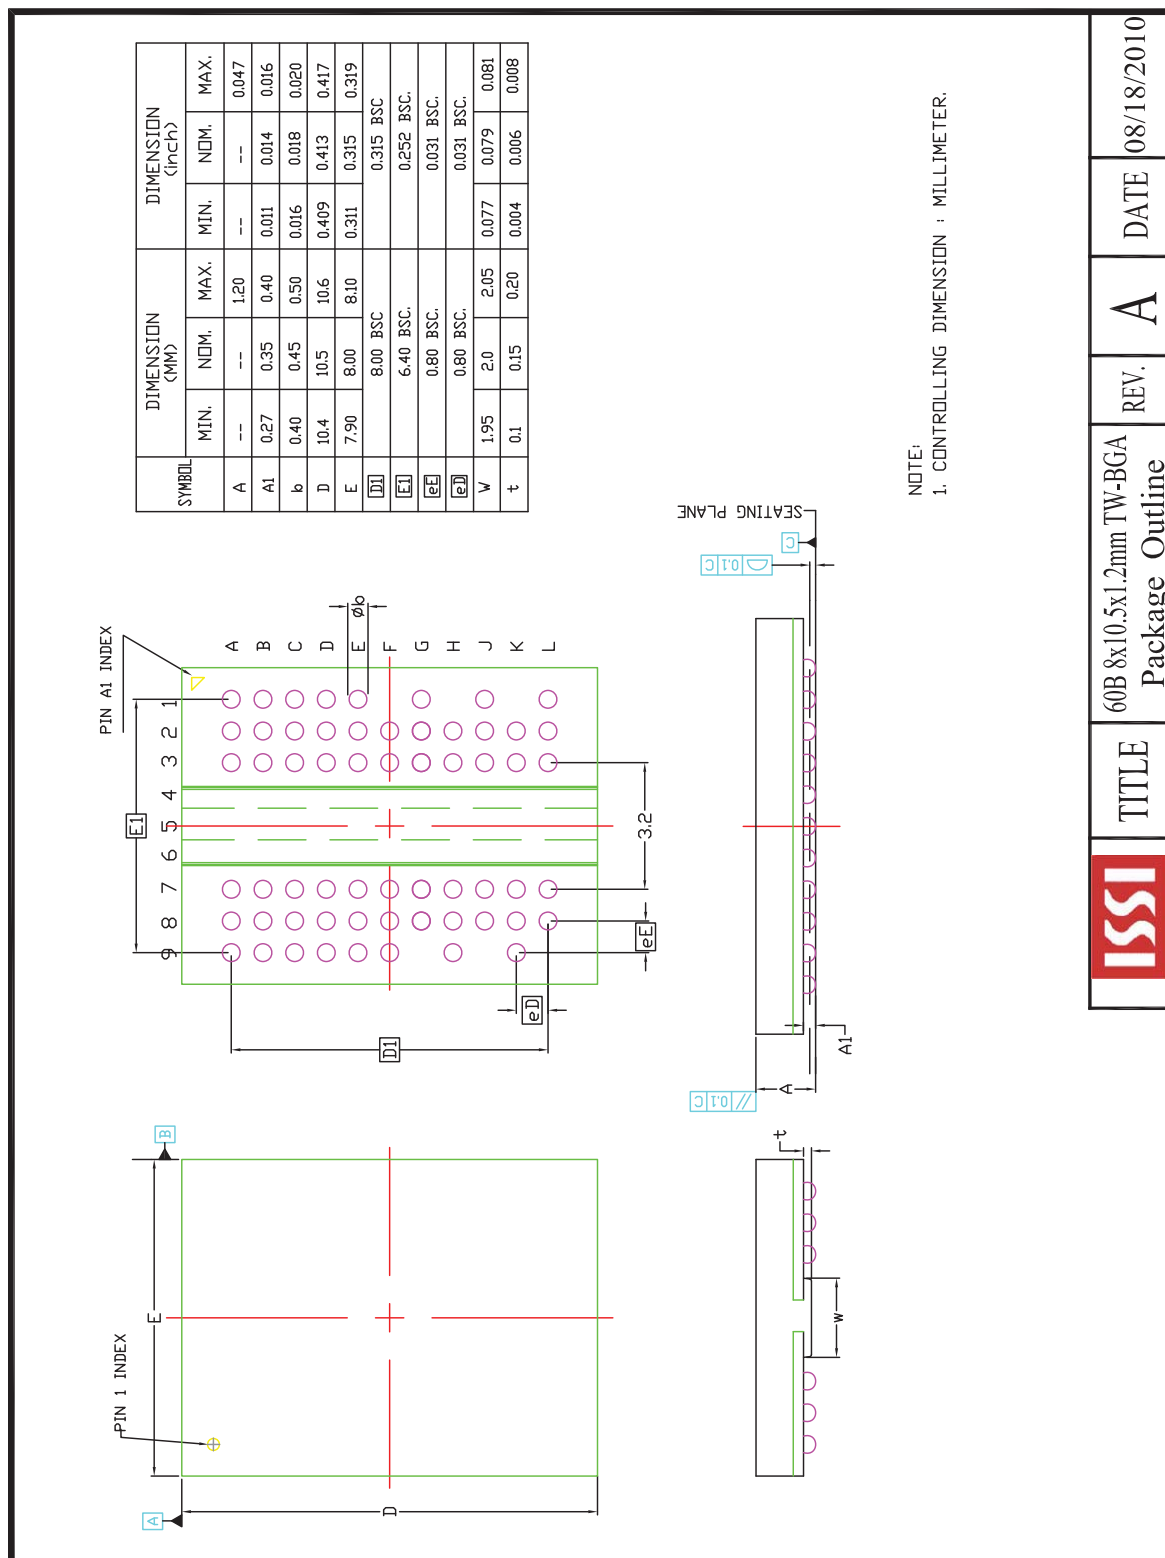 SYMBOL DIMENSION (MM) DIMENSION (inch)
MIN. NOM. MAX. MIN. NOM. MAX.
A -- -- 1.20 -- -- 0.047
A1 0.27 0.35 0.40 0.011 0.014 0.016
b 0.40 0.45 0.50 0.016 0.018 0.020
D 10.4 10.5 10.6 0.409 0.413 0.417
E 7.90 8.00 8.10 0.311 0.315 0.319
D1 8.00 BSC 0.315 BSC
E1 6.40 BSC. 0.252 BSC.
eE 0.80 BSC. 0.031 BSC.
eD 0.80 BSC. 0.031 BSC.
W 1.95 2.0 2.05 0.077 0.079 0.081
t 0.1 0.15 0.20 0.004 0.006 0.008
PIN 1 INDEX
A
B
E
D
PIN A1 INDEX
E1
9 8 7 6 5 4 3 2 1
A
B
C
D
E
F
G
H
J
K
L
øb
D1
eD
eE
3.2
t
w
// 0.1 C
A
A1
0.1 C
C
SEATING PLANE
NOTE:
1. CONTROLLING DIMENSION : MILLIMETER.
ISSI
TITLE
60B 8x10.5x1.2mm TW-BGA
Package Outline
REV.
A
DATE
08/18/2010